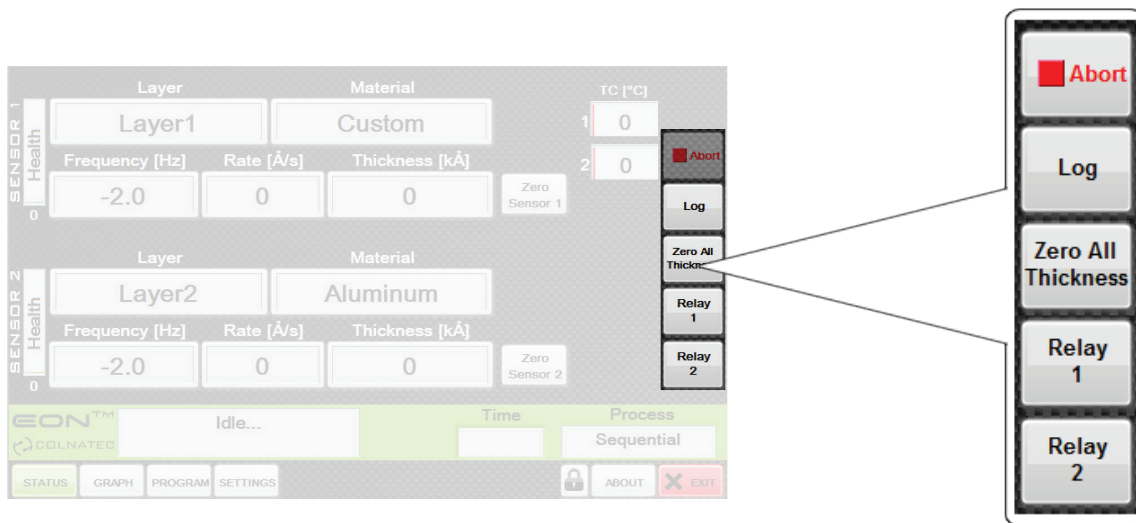 Layer
Material
TC [°C]
SENSOR 1
Health
0
Layer1
Custom
1
0
Frequency [Hz]
Rate [Å/s]
Thickness [kÅ]
2
0
-2.0
0
0
Zero
Sensor 1
Layer
Material
SENSOR 2
Health
0
Layer2
Aluminum
Frequency [Hz]
Rate [Å/s]
Thickness [kÅ]
-2.0
0
0
Zero
Sensor 2
Abort
Log
Zero All
Relay
1
Relay
2
EON™
COLNATEC
Idle...
Time
Process
Sequential
STATUS
GRAPH
PROGRAM
SETTINGS
ABOUT
EXIT
Abort
Log
Zero All
Thickness
Relay
1
Relay
2